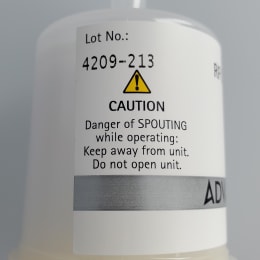 Lot No.:
4209-213
CAUTION
Danger of SPOUTING
while operating:
Keep away from unit.
Do not open unit.